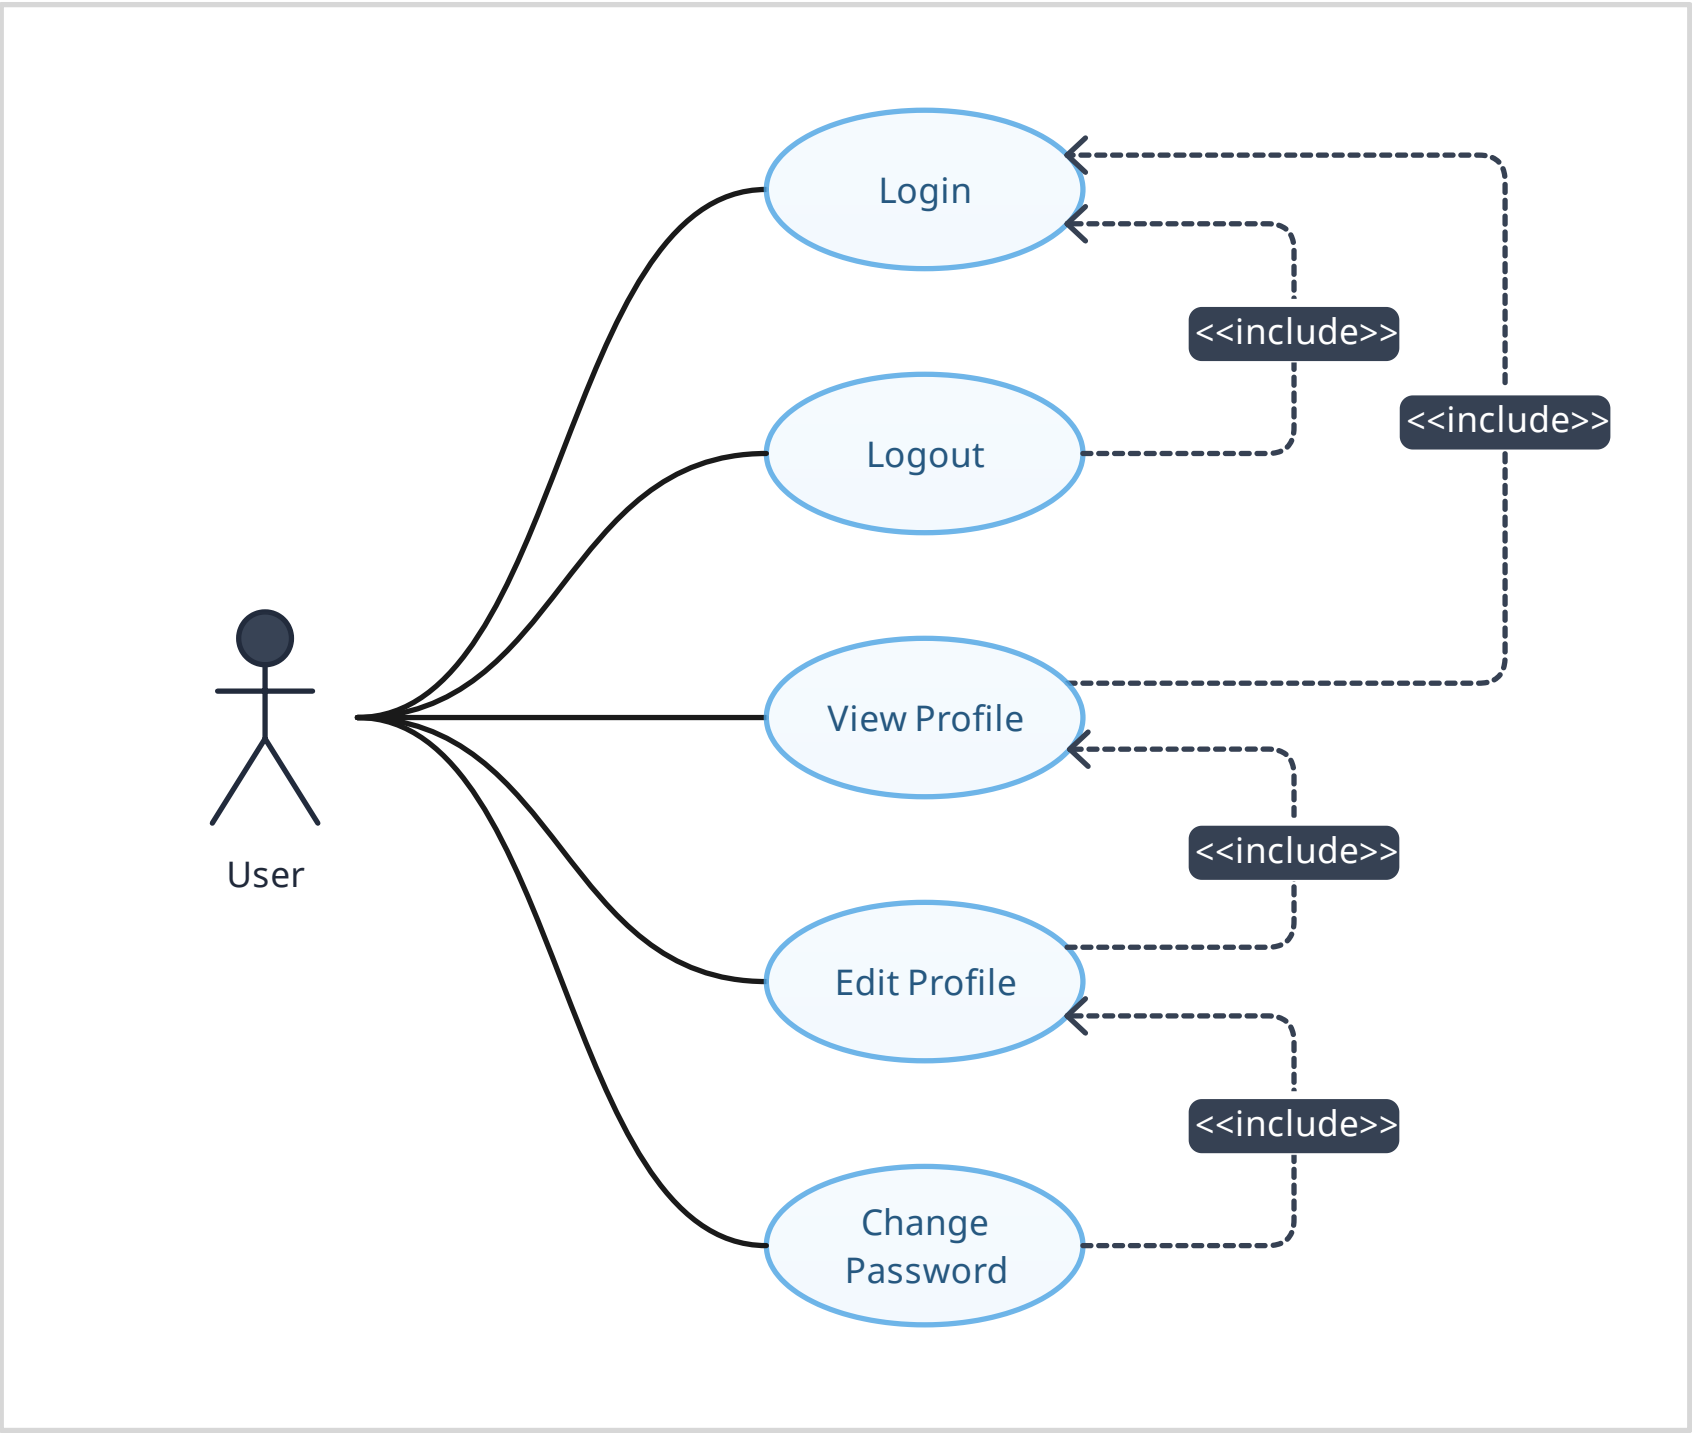 Login
<<include>>
<<include>>
Logout
View Profile
<<include>>
User
Edit Profile
<<include>>
Change
Password